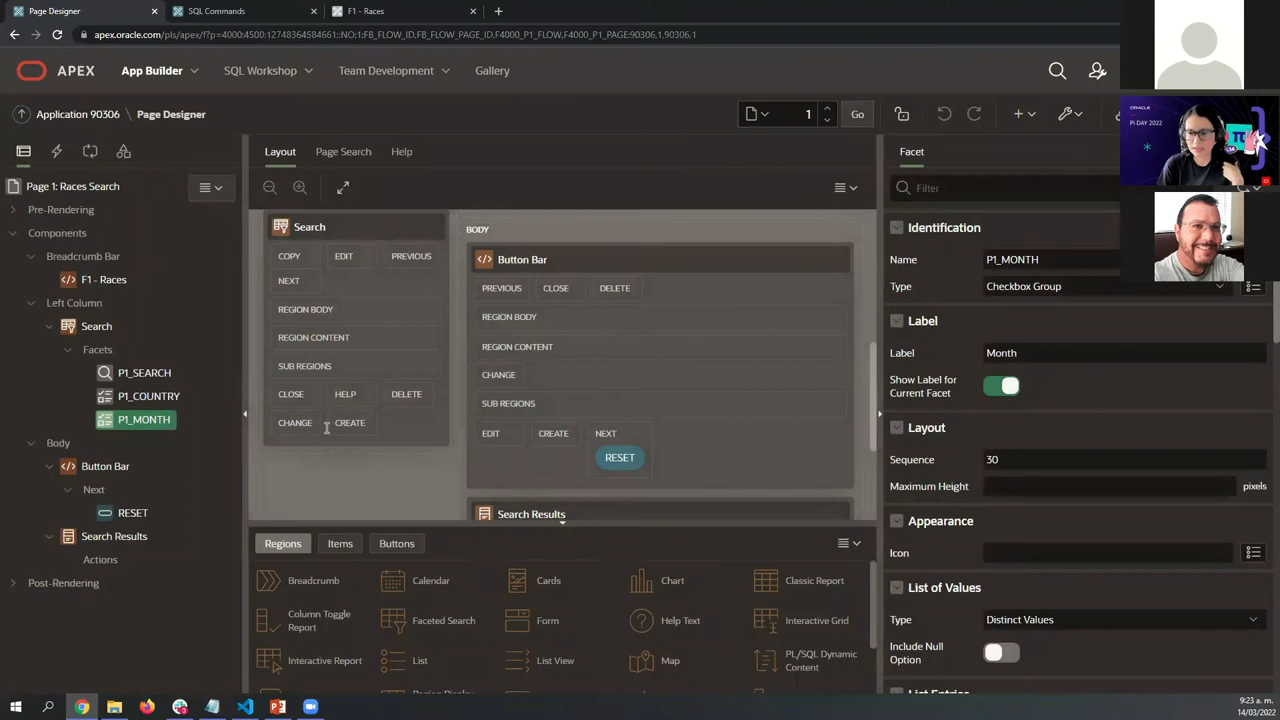 Page Designer
SQL Commands
F1 - Races
apex.oracle.com/pls/apex/f?p=4000:4500:12748364584661::NO:1:FB_FLOW_ID,FB_FLOW_PAGE_ID,F4000_P1_FLOW,F4000_P1_PAGE:90306,1,90306,1
APEX
App Builder
SQL Workshop
Team Development
Gallery
Application 90306
Page Designer
1
Go
ORACLE
PI DAY 2022
Page 1: Races Search
Pre-Rendering
Components
Breadcrumb Bar
F1 - Races
Left Column
Search
Facets
P1_SEARCH
P1_COUNTRY
P1_MONTH
Body
Button Bar
Next
RESET
Search Results
Actions
Post-Rendering
Layout
Page Search
Help
Search
COPY
EDIT
PREVIOUS
NEXT
REGION BODY
REGION CONTENT
SUB REGIONS
CLOSE
HELP
DELETE
CHANGE
CREATE
BODY
Button Bar
PREVIOUS
CLOSE
DELETE
REGION BODY
REGION CONTENT
CHANGE
SUB REGIONS
EDIT
CREATE
NEXT
RESET
Search Results
Regions
Items
Buttons
Breadcrumb
Calendar
Cards
Chart
Classic Report
Column Toggle
Report
Faceted Search
Form
Help Text
Interactive Grid
Interactive Report
List
List View
Map
PL/SQL Dynamic
Content
Region Display
Facet
Filter
Identification
Name
P1_MONTH
Type
Checkbox Group
Label
Label
Month
Show Label for
Current Facet
Layout
Sequence
30
Maximum Height
pixels
Appearance
Icon
List of Values
Type
Distinct Values
Include Null
Option
List Entries
9:23 a. m.
14/03/2022